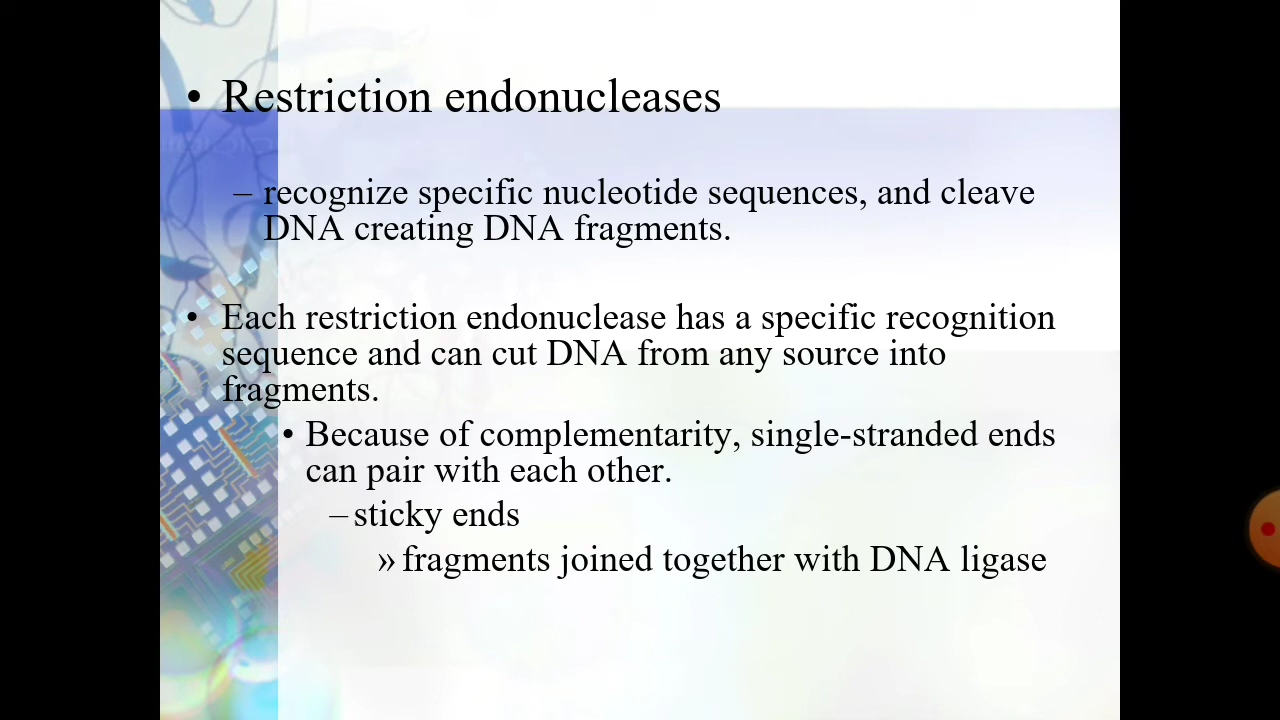 • Restriction endonucleases
– recognize specific nucleotide sequences, and cleave
DNA creating DNA fragments.
• Each restriction endonuclease has a specific recognition
sequence and can cut DNA from any source into
fragments.
• Because of complementarity, single-stranded ends
can pair with each other.
– sticky ends
» fragments joined together with DNA ligase